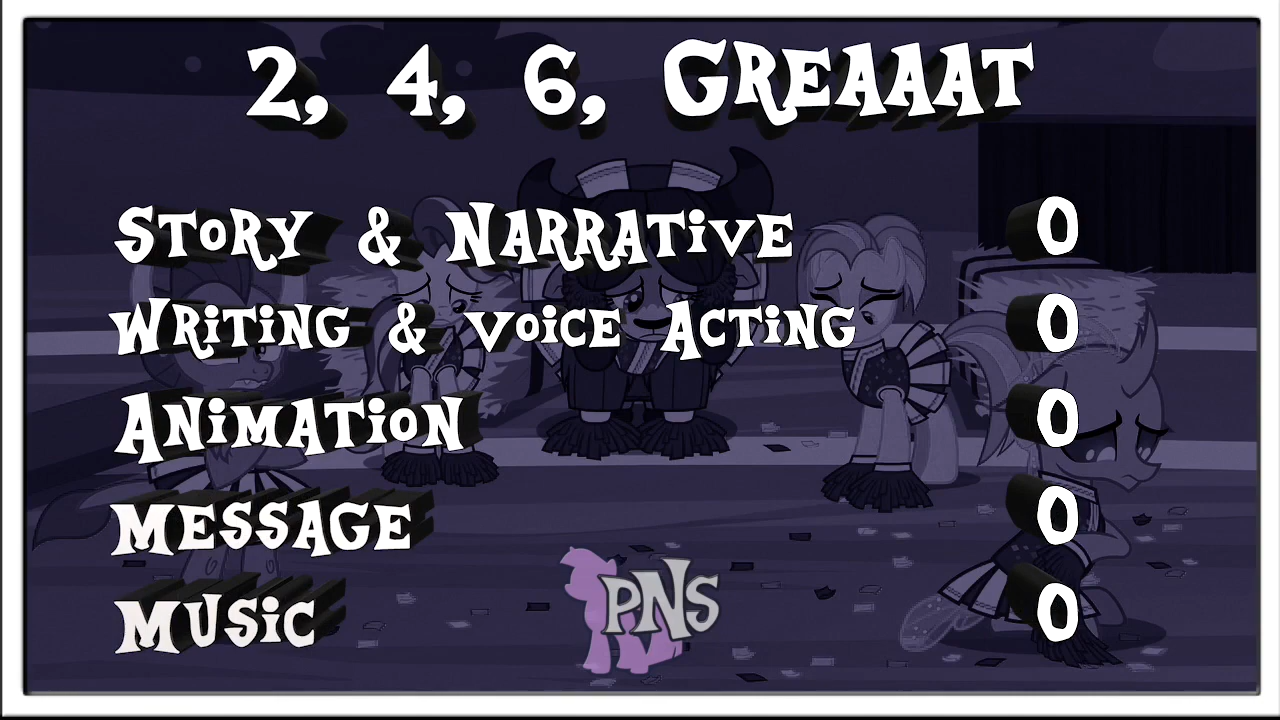 2, 4, 6, GREAAAT
STORY & NARRATiVE 0
WRiTiNG & VOiCE ACTiNG 0
ANiMATiON 0
MESSAGE 0
MUSiC 0
PNS